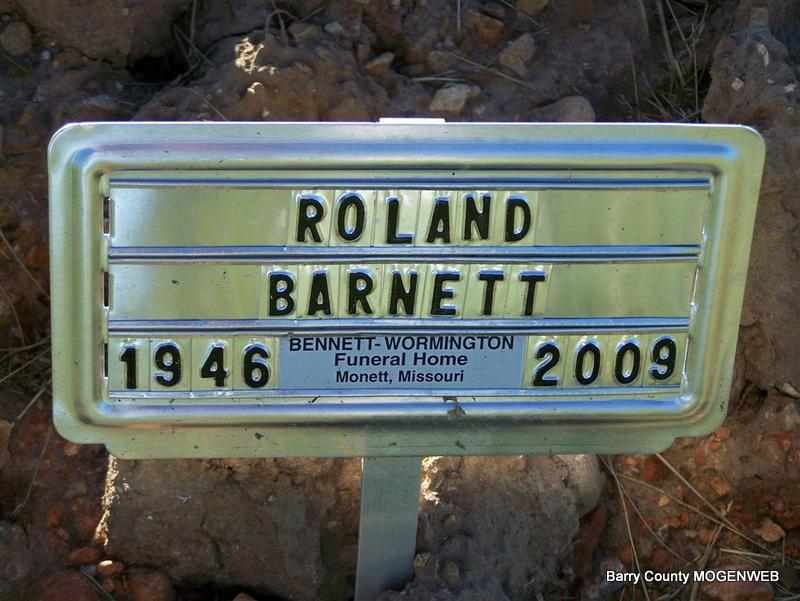 ROLAND
BARNETT
1946 BENNETT-WORMINGTON 2009
Funeral Home
Monett, Missouri
Barry County MOGENWEB